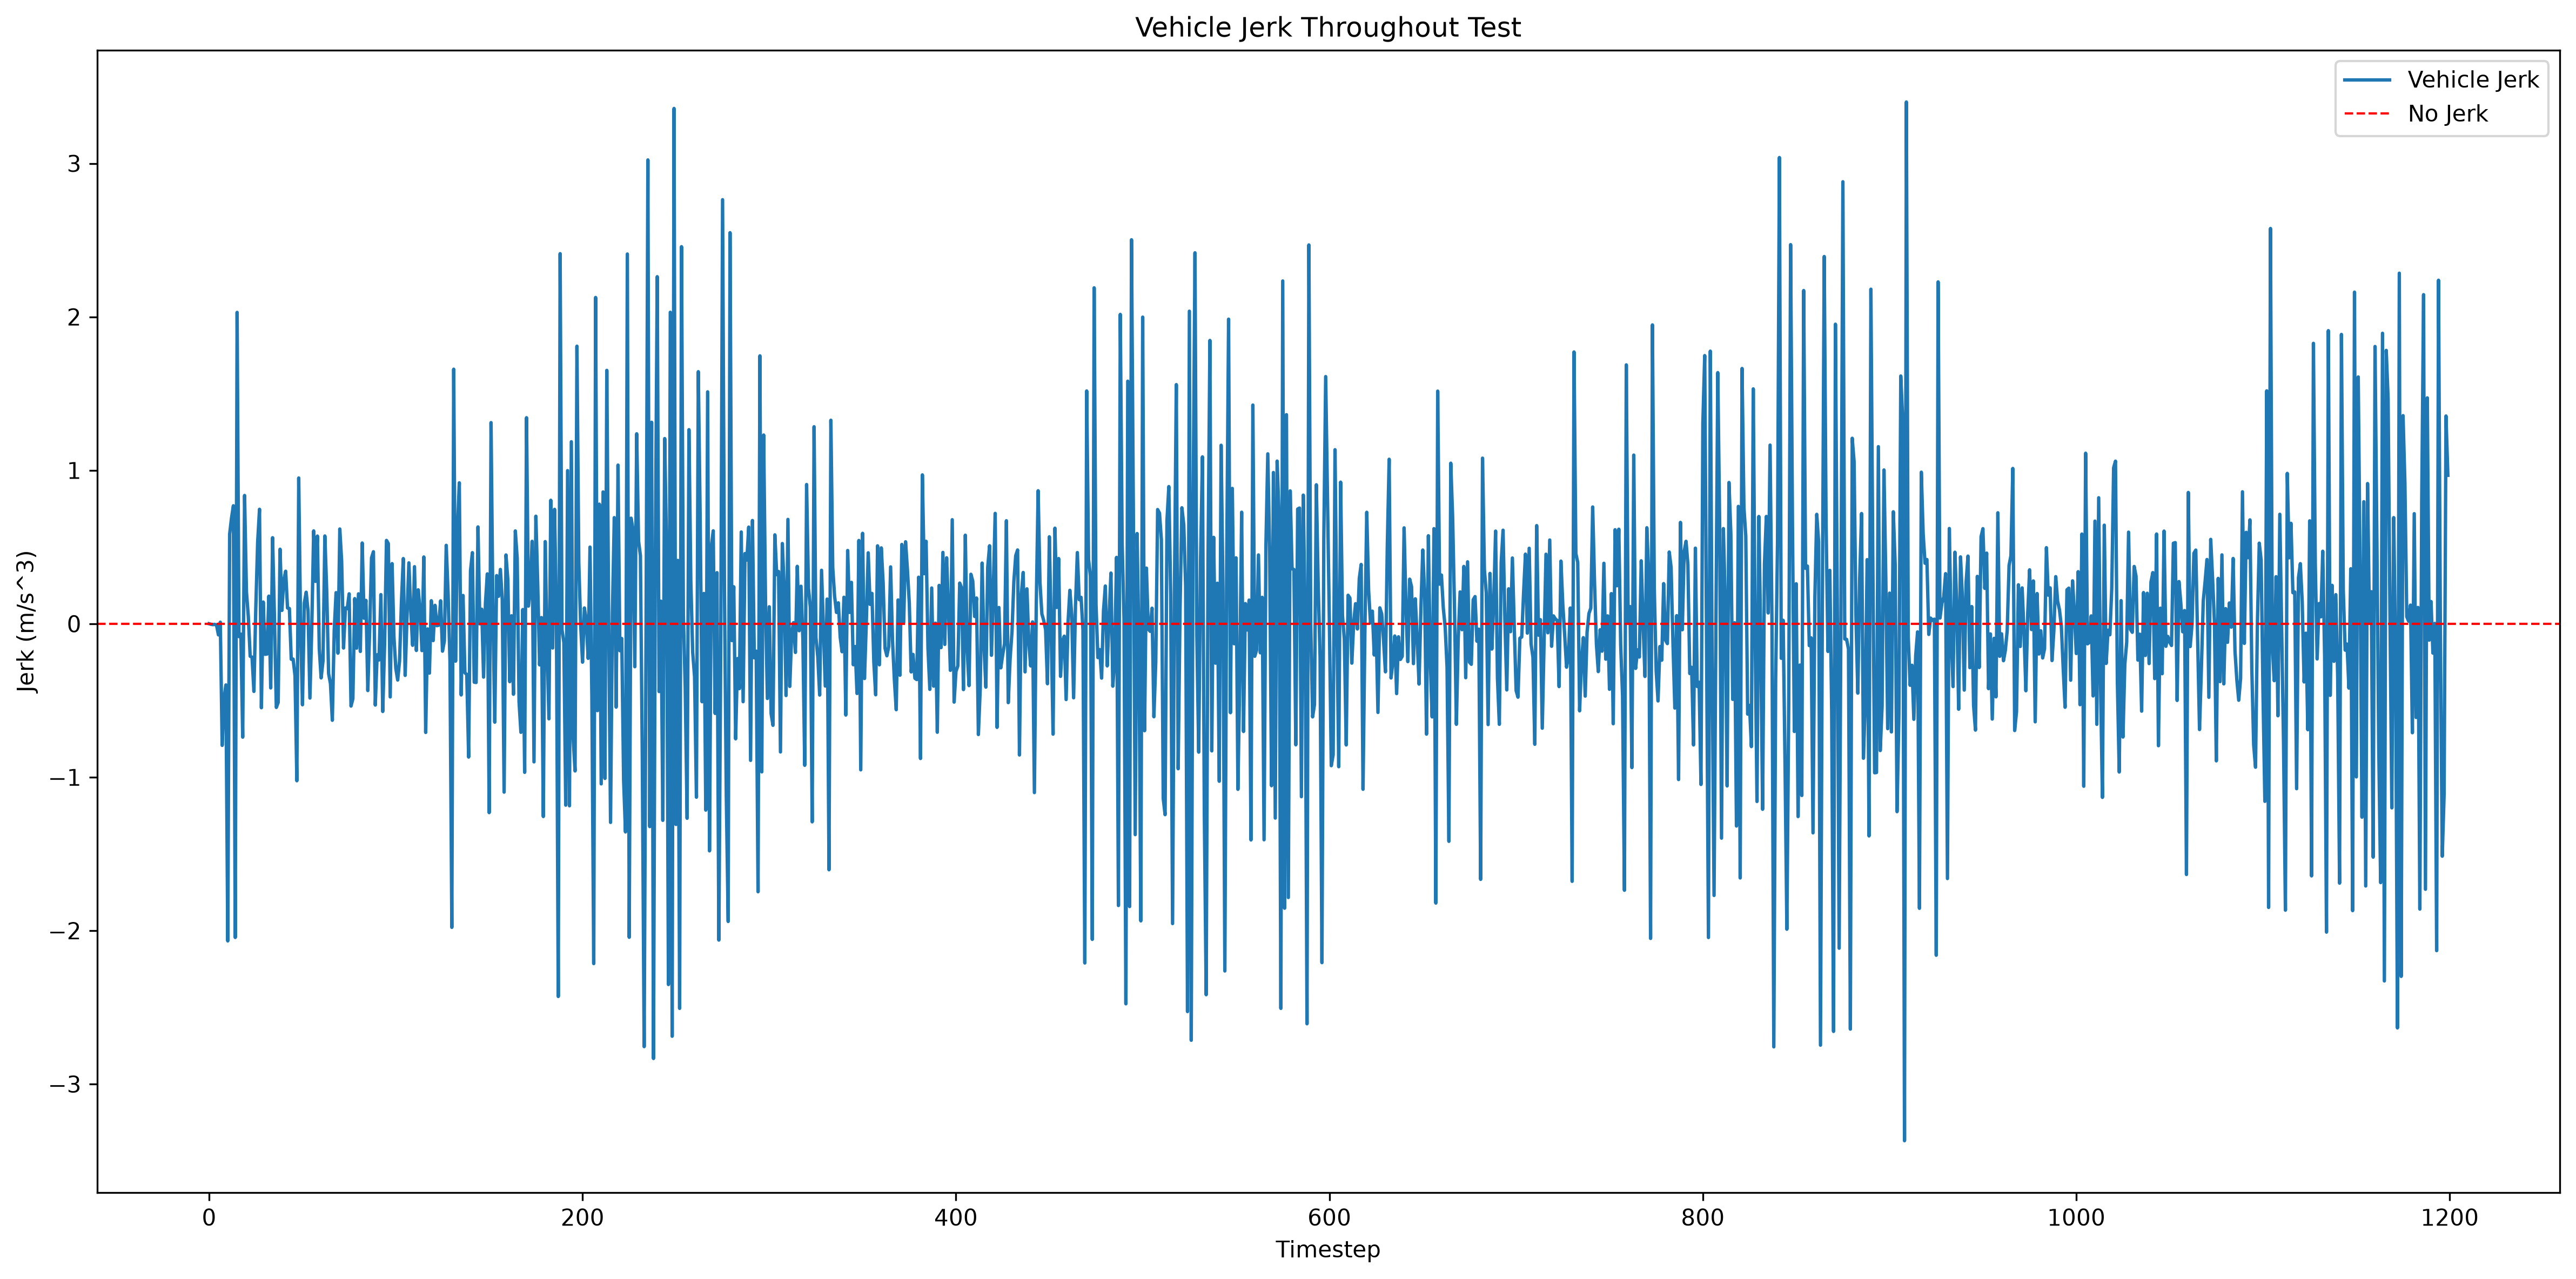 Vehicle Jerk Throughout Test
Vehicle Jerk
No Jerk
Jerk (m/s^3)
3
2
1
0
−1
−2
−3
0 200 400 600 800 1000 1200
Timestep